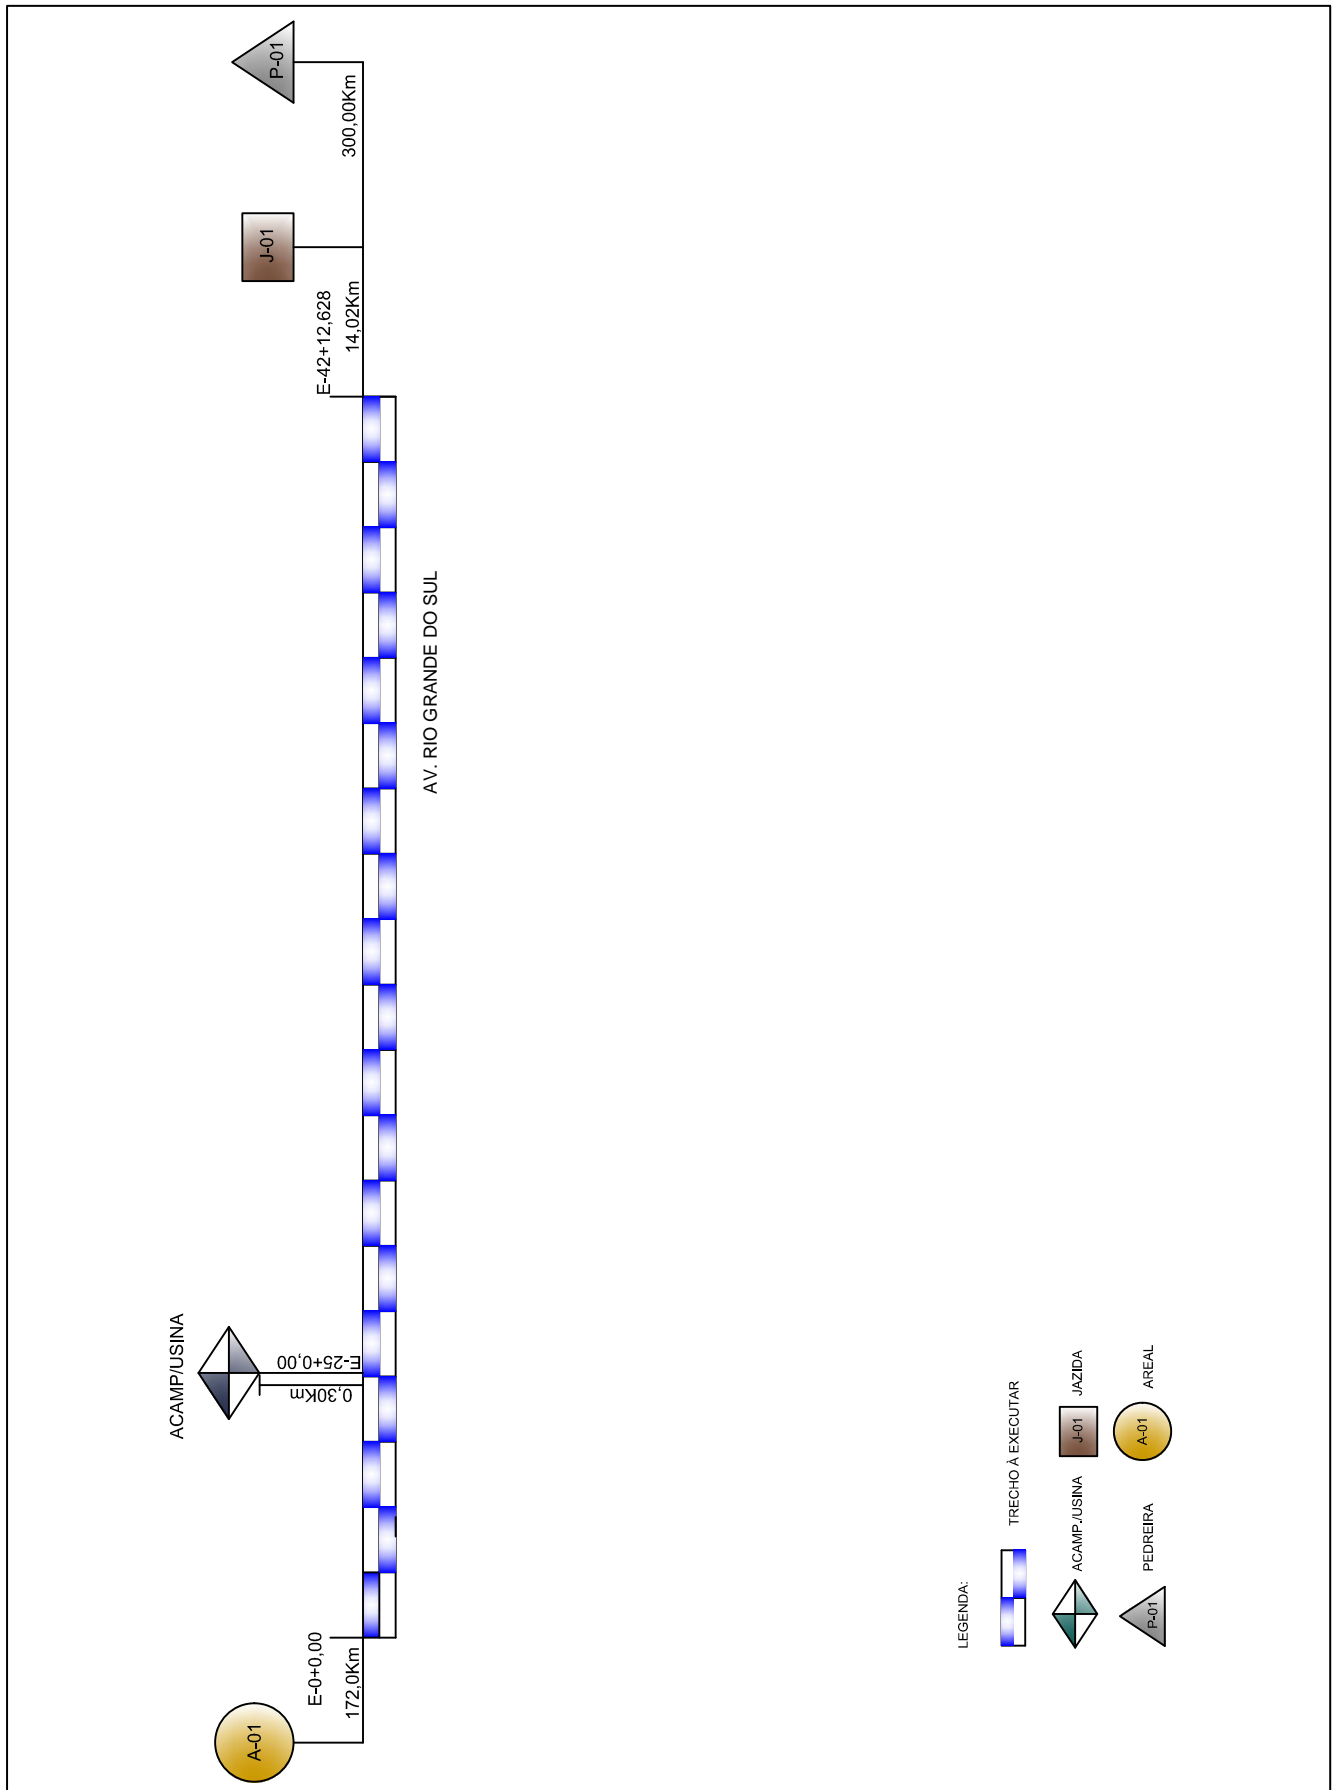 ACAMP/USINA
A-01
J-01
P-01
E-0+0,00
172,0Km
E-25+0,00
0,30Km
E-42+12,628
14,02Km
300,00Km
AV. RIO GRANDE DO SUL
LEGENDA:
TRECHO À EXECUTAR
ACAMP./USINA
J-01
JAZIDA
P-01
PEDREIRA
A-01
AREAL